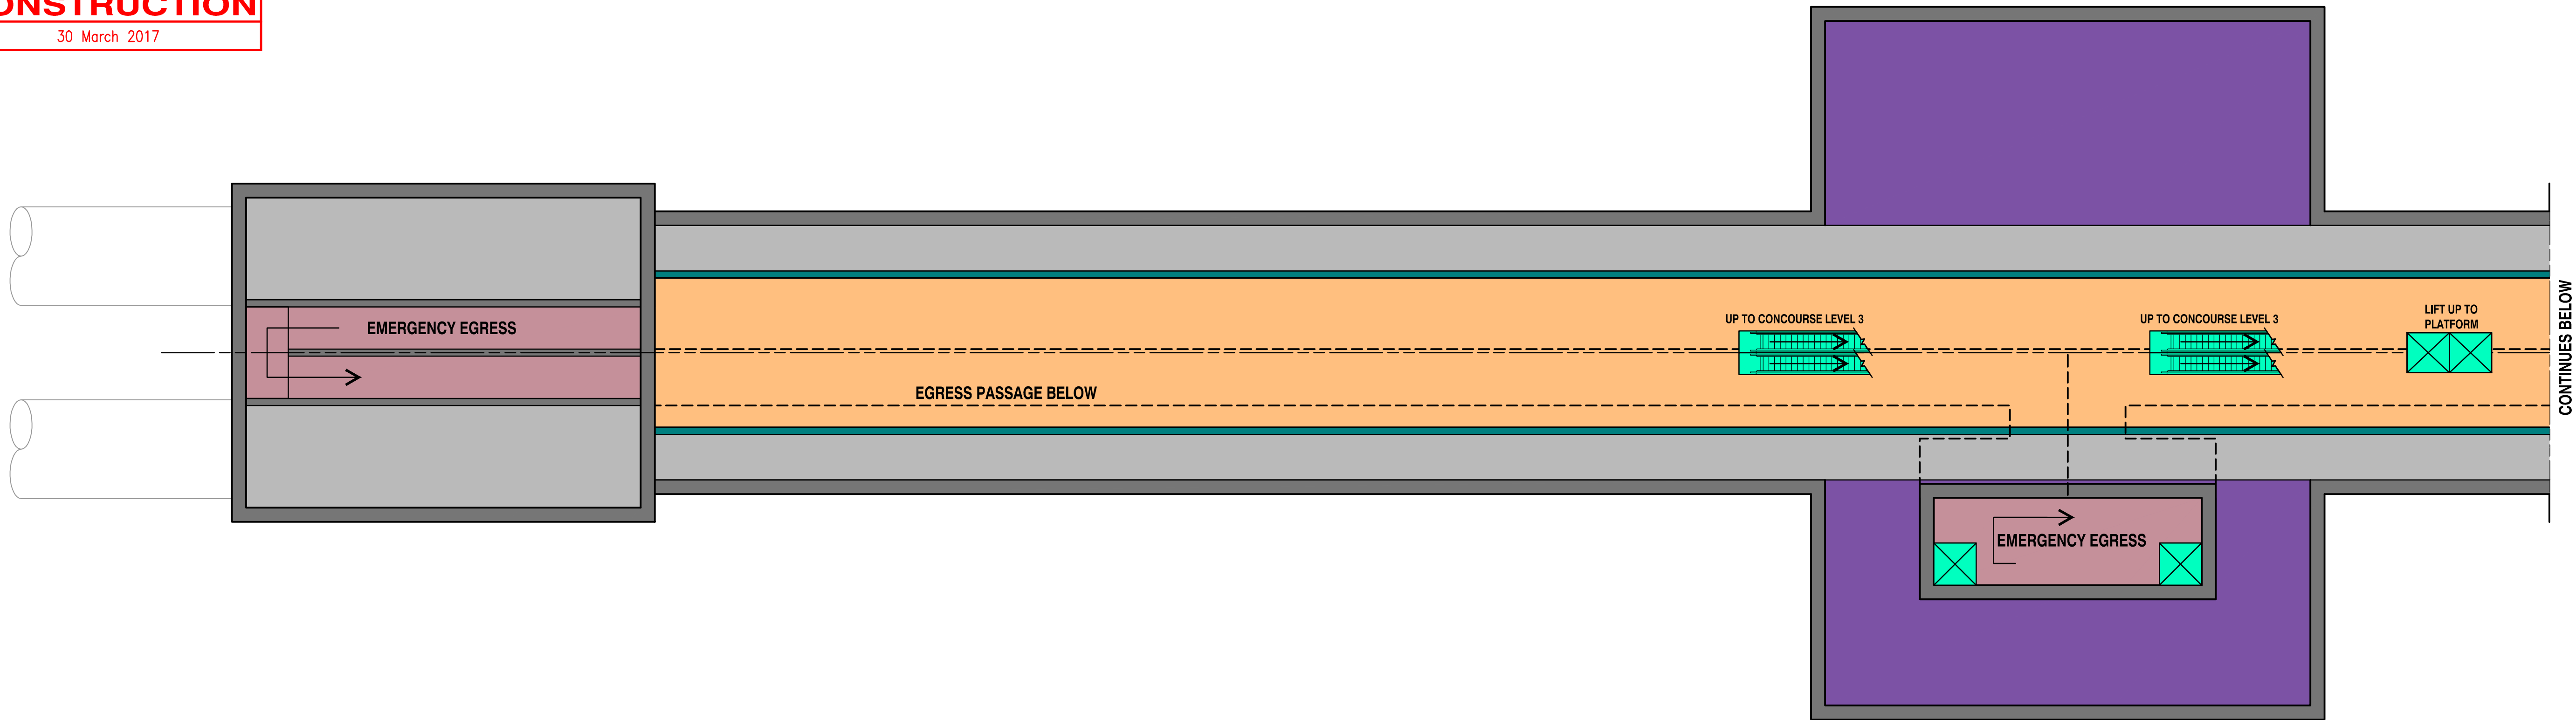 30 March 2017
EMERGENCY EGRESS
EGRESS PASSAGE BELOW
UP TO CONCOURSE LEVEL 3
UP TO CONCOURSE LEVEL 3
LIFT UP TO
PLATFORM
CONTINUES BELOW
EMERGENCY EGRESS